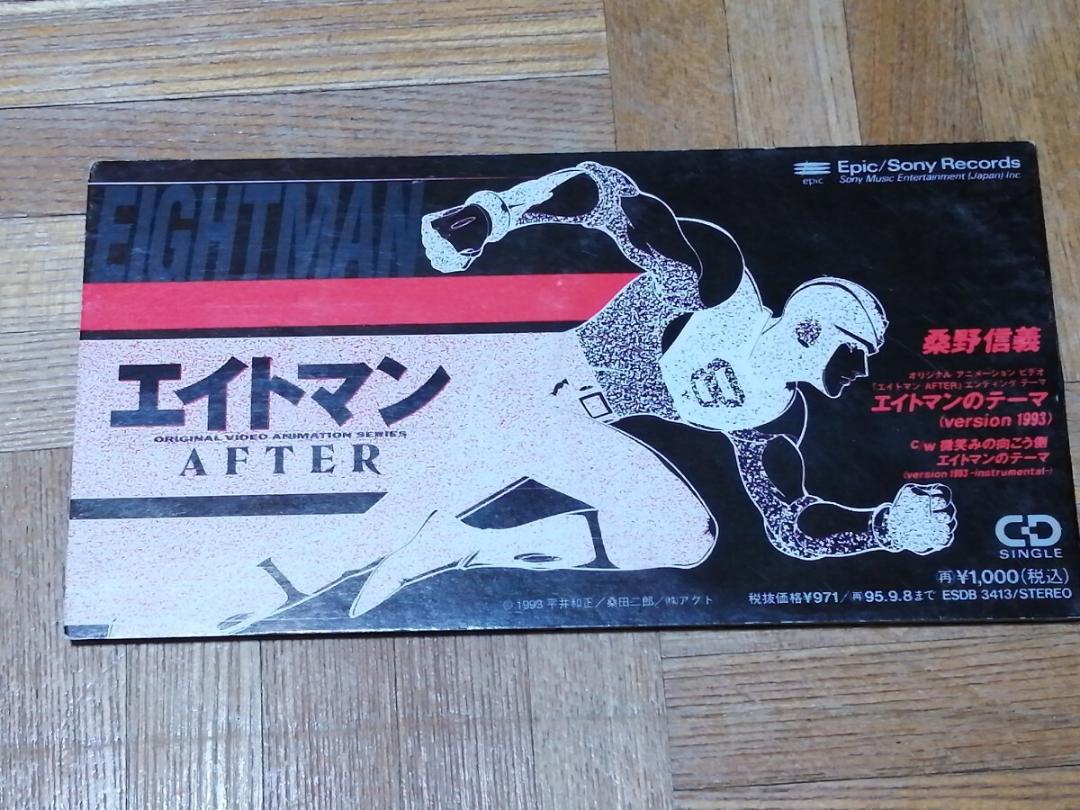 EIGHTMAN
epic
Epic/Sony Records
Sony Music Entertainment (Japan) Inc
エイトマン
ORIGINAL VIDEO ANIMATION SERIES
AFTER
8
桑野信義
オリジナル アニメーション ビデオ
「エイトマン AFTER」エンディング テーマ
エイトマンのテーマ
(version 1993)
C/W 微笑みの向こう側
エイトマンのテーマ
(version 1993 -instrumental-)
CD
SINGLE
再¥1,000(税込)
税抜価格¥971/再95.9.8まで ESDB 3413/STEREO
©1993 平井和正/桑田二郎/(株)アクト